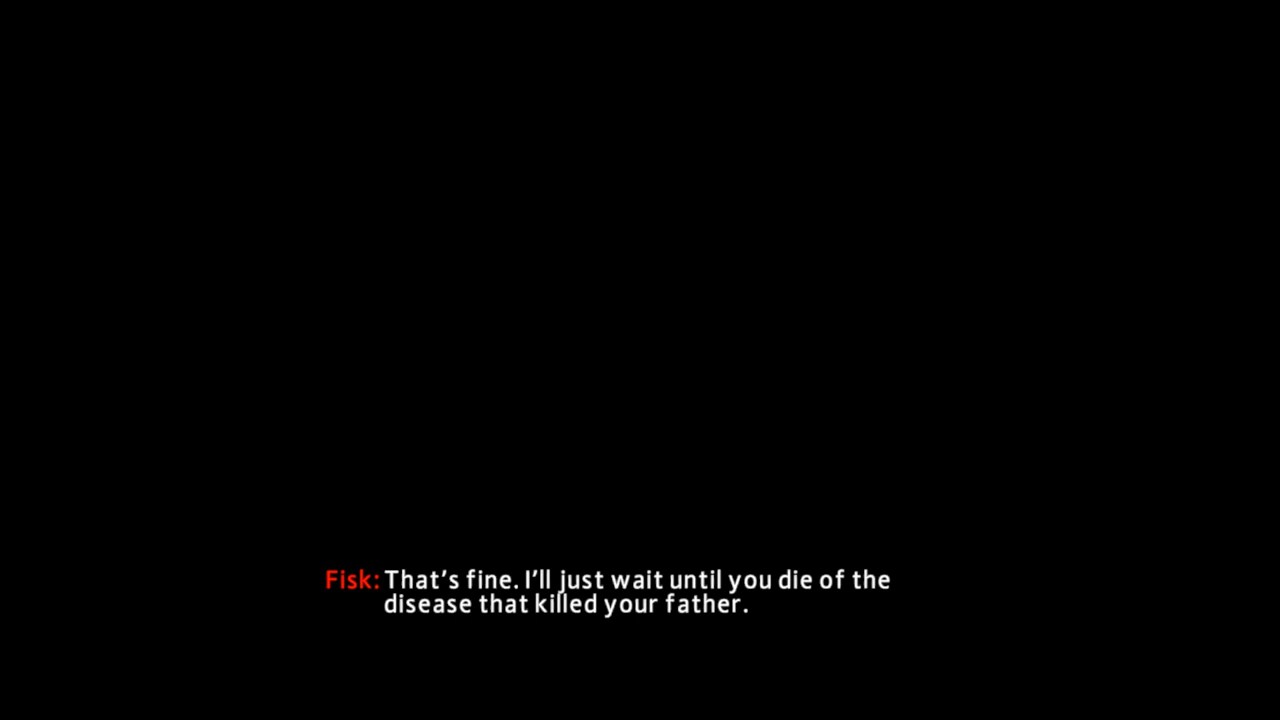 Fisk: That's fine. I'll just wait until you die of the
disease that killed your father.